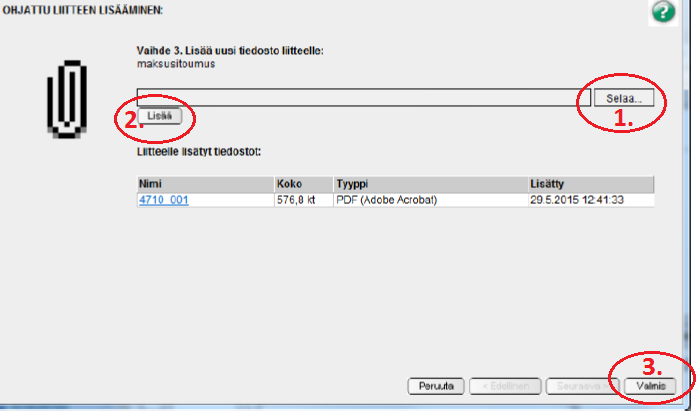 OHJATTU LIITTEEN LISÄÄMINEN:
?
Vaihde 3. Lisää uusi tiedosto liitteelle:
maksusitoumus
Selaa...
1.
2.
Lisää
Liitteelle lisätyt tiedostot:
Nimi Koko Tyyppi Lisätty
4710_001 576,8 kt PDF (Adobe Acrobat) 29.5.2015 12:41:33
3.
Peruuta < Edellinen Seuraava > Valmis